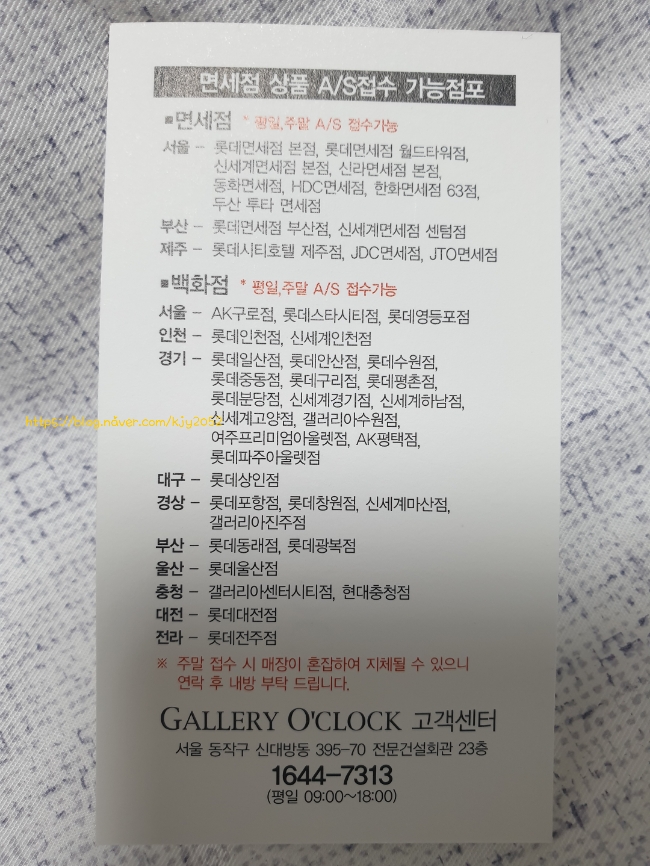 면세점 상품 A/S접수 가능점포
면세점 * 평일,주말 A/S 접수가능
서울 - 롯데면세점 본점, 롯데면세점 월드타워점,
신세계면세점 본점, 신라면세점 본점,
동화면세점, HDC면세점, 한화면세점 63점,
두산 투타 면세점
부산 - 롯데면세점 부산점, 신세계면세점 센텀점
제주 - 롯데시티호텔 제주점, JDC면세점, JTO면세점
백화점 * 평일,주말 A/S 접수가능
서울 - AK구로점, 롯데스타시티점, 롯데영등포점
인천 - 롯데인천점, 신세계인천점
경기 - 롯데일산점, 롯데안산점, 롯데수원점,
롯데중동점, 롯데구리점, 롯데평촌점,
롯데분당점, 신세계경기점, 신세계하남점,
https://blog.naver.com/kjy2052
신세계고양점, 갤러리아수원점,
여주프리미엄아울렛점, AK평택점,
롯데파주아울렛점
대구 - 롯데상인점
경상 - 롯데포항점, 롯데창원점, 신세계마산점,
갤러리아진주점
부산 - 롯데동래점, 롯데광복점
울산 - 롯데울산점
충청 - 갤러리아센터시티점, 현대충청점
대전 - 롯데대전점
전라 - 롯데전주점
※ 주말 접수 시 매장이 혼잡하여 지체될 수 있으니
연락 후 내방 부탁 드립니다.
GALLERY O'CLOCK 고객센터
서울 동작구 신대방동 395-70 전문건설회관 23층
1644-7313
(평일 09:00~18:00)